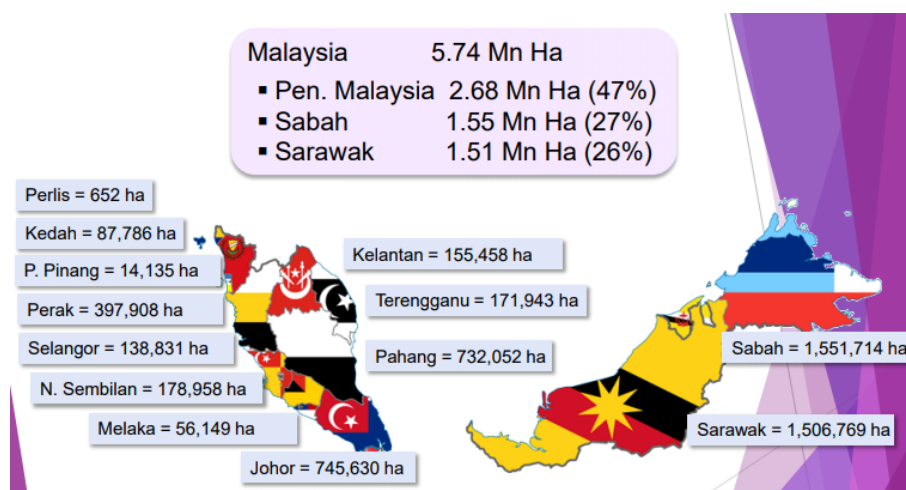 Malaysia 5.74 Mn Ha
▪ Pen. Malaysia 2.68 Mn Ha (47%)
▪ Sabah 1.55 Mn Ha (27%)
▪ Sarawak 1.51 Mn Ha (26%)
Perlis = 652 ha
Kedah = 87,786 ha
P. Pinang = 14,135 ha
Perak = 397,908 ha
Selangor = 138,831 ha
N. Sembilan = 178,958 ha
Melaka = 56,149 ha
Johor = 745,630 ha
Kelantan = 155,458 ha
Terengganu = 171,943 ha
Pahang = 732,052 ha
Sabah = 1,551,714 ha
Sarawak = 1,506,769 ha